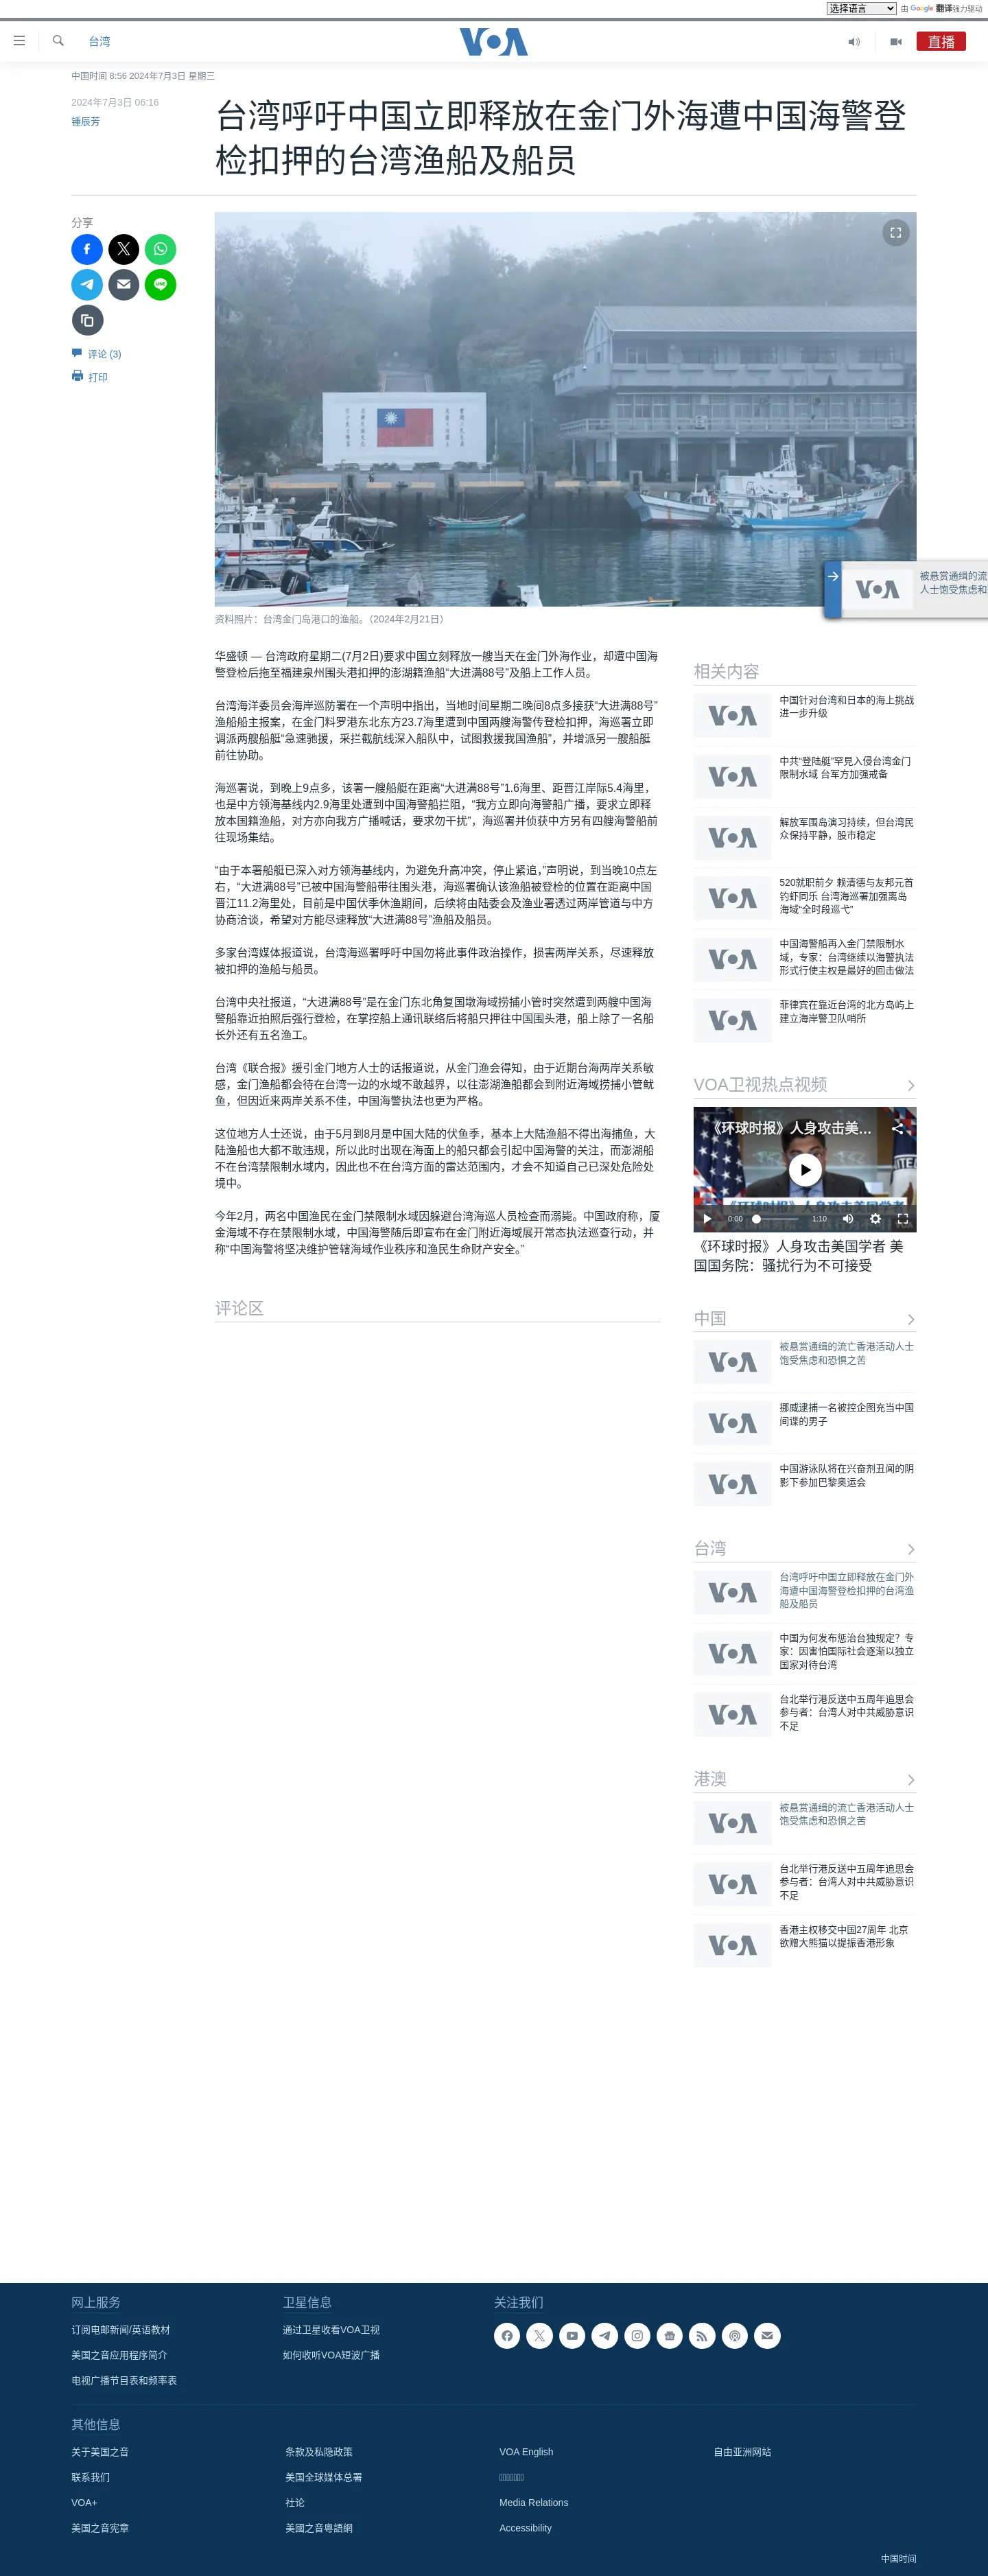 选择语言 由 Google 翻译强力驱动
台湾
VOA
直播
中国时间 8:56 2024年7月3日 星期三
2024年7月3日 06:16
锺辰芳
台湾呼吁中国立即释放在金门外海遭中国海警登
检扣押的台湾渔船及船员
分享
评论 (3)
打印
被悬赏通缉的流
人士饱受焦虑和
资料照片：台湾金门岛港口的渔船。（2024年2月21日）
华盛顿 — 台湾政府星期二(7月2日)要求中国立刻释放一艘当天在金门外海作业，却遭中国海
警登检后拖至福建泉州围头港扣押的澎湖籍渔船“大进满88号”及船上工作人员。
台湾海洋委员会海岸巡防署在一个声明中指出，当地时间星期二晚间8点多接获“大进满88号”
渔船船主报案，在金门料罗港东北东方23.7海里遭到中国两艘海警传登检扣押，海巡署立即
调派两艘船艇“急速驰援，采拦截航线深入船队中，试图救援我国渔船”，并增派另一艘船艇
前往协助。
海巡署说，到晚上9点多，该署一艘船艇在距离“大进满88号”1.6海里、距晋江岸际5.4海里，
也是中方领海基线内2.9海里处遭到中国海警船拦阻，“我方立即向海警船广播，要求立即释
放本国籍渔船，对方亦向我方广播喊话，要求勿干扰”，海巡署并侦获中方另有四艘海警船前
往现场集结。
“由于本署船艇已深入对方领海基线内，为避免升高冲突，停止紧追，”声明说，到当晚10点左
右，“大进满88号”已被中国海警船带往围头港，海巡署确认该渔船被登检的位置在距离中国
晋江11.2海里处，目前是中国伏季休渔期间，后续将由陆委会及渔业署透过两岸管道与中方
协商洽谈，希望对方能尽速释放“大进满88号”渔船及船员。
多家台湾媒体报道说，台湾海巡署呼吁中国勿将此事件政治操作，损害两岸关系，尽速释放
被扣押的渔船与船员。
台湾中央社报道，“大进满88号”是在金门东北角复国墩海域捞捕小管时突然遭到两艘中国海
警船靠近拍照后强行登检，在掌控船上通讯联络后将船只押往中国围头港，船上除了一名船
长外还有五名渔工。
台湾《联合报》援引金门地方人士的话报道说，从金门渔会得知，由于近期台海两岸关系敏
感，金门渔船都会待在台湾一边的水域不敢越界，以往澎湖渔船都会到附近海域捞捕小管鱿
鱼，但因近来两岸关系不佳，中国海警执法也更为严格。
这位地方人士还说，由于5月到8月是中国大陆的伏鱼季，基本上大陆渔船不得出海捕鱼，大
陆渔船也大都不敢违规，所以此时出现在海面上的船只都会引起中国海警的关注，而澎湖船
不在台湾禁限制水域内，因此也不在台湾方面的雷达范围内，才会不知道自己已深处危险处
境中。
今年2月，两名中国渔民在金门禁限制水域因躲避台湾海巡人员检查而溺毙。中国政府称，厦
金海域不存在禁限制水域，中国海警随后即宣布在金门附近海域展开常态执法巡查行动，并
称“中国海警将坚决维护管辖海域作业秩序和渔民生命财产安全。”
评论区
相关内容
中国针对台湾和日本的海上挑战
进一步升级
中共“登陆艇”罕見入侵台湾金门
限制水域 台军方加强戒备
解放军围岛演习持续，但台湾民
众保持平静，股市稳定
520就职前夕 赖清德与友邦元首
钓虾同乐 台湾海巡署加强离岛
海域“全时段巡弋”
中国海警船再入金门禁限制水
域，专家：台湾继续以海警执法
形式行使主权是最好的回击做法
菲律宾在靠近台湾的北方岛屿上
建立海岸警卫队哨所
VOA卫视热点视频
《环球时报》人身攻击美...
0:00 1:10
《环球时报》人身攻击美国学者 美
国国务院：骚扰行为不可接受
中国
被悬赏通缉的流亡香港活动人士
饱受焦虑和恐惧之苦
挪威逮捕一名被控企图充当中国
间谍的男子
中国游泳队将在兴奋剂丑闻的阴
影下参加巴黎奥运会
台湾
台湾呼吁中国立即释放在金门外
海遭中国海警登检扣押的台湾渔
船及船员
中国为何发布惩治台独规定？专
家：因害怕国际社会逐渐以独立
国家对待台湾
台北举行港反送中五周年追思会
参与者：台湾人对中共威胁意识
不足
港澳
被悬赏通缉的流亡香港活动人士
饱受焦虑和恐惧之苦
台北举行港反送中五周年追思会
参与者：台湾人对中共威胁意识
不足
香港主权移交中国27周年 北京
欲赠大熊猫以提振香港形象
网上服务
订阅电邮新闻/英语教材
美国之音应用程序简介
电视广播节目表和频率表
卫星信息
通过卫星收看VOA卫视
如何收听VOA短波广播
关注我们
其他信息
关于美国之音
联系我们
VOA+
美国之音宪章
条款及私隐政策
美国全球媒体总署
社论
美國之音粵語網
VOA English
Media Relations
Accessibility
自由亚洲网站
中国时间